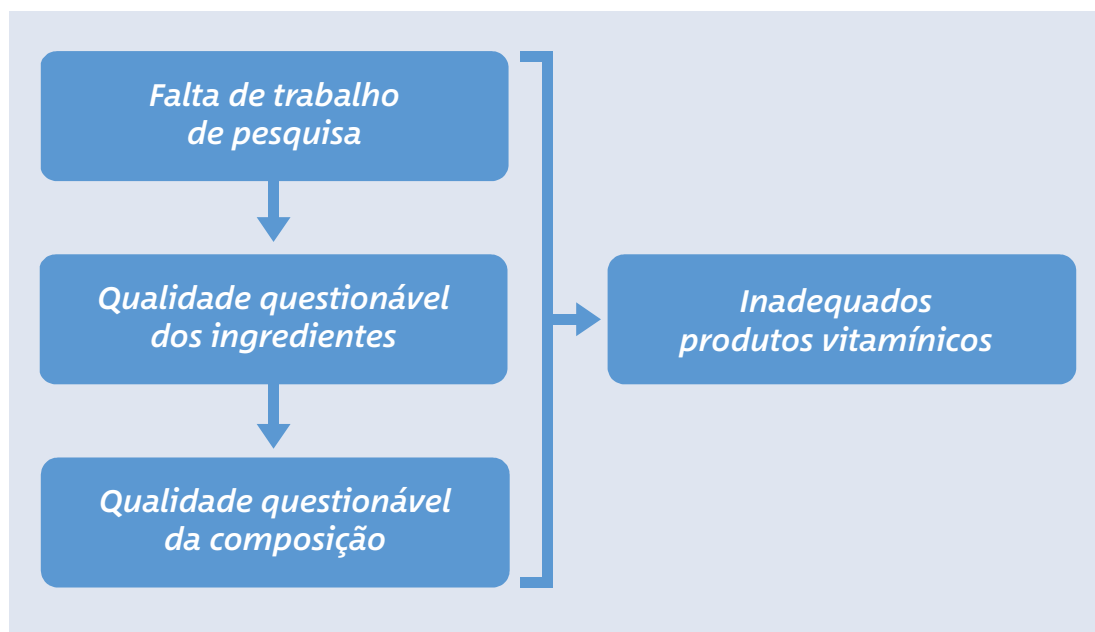 Falta de trabalho
de pesquisa
Qualidade questionável
dos ingredientes
Qualidade questionável
da composição
Inadequados
produtos vitamínicos